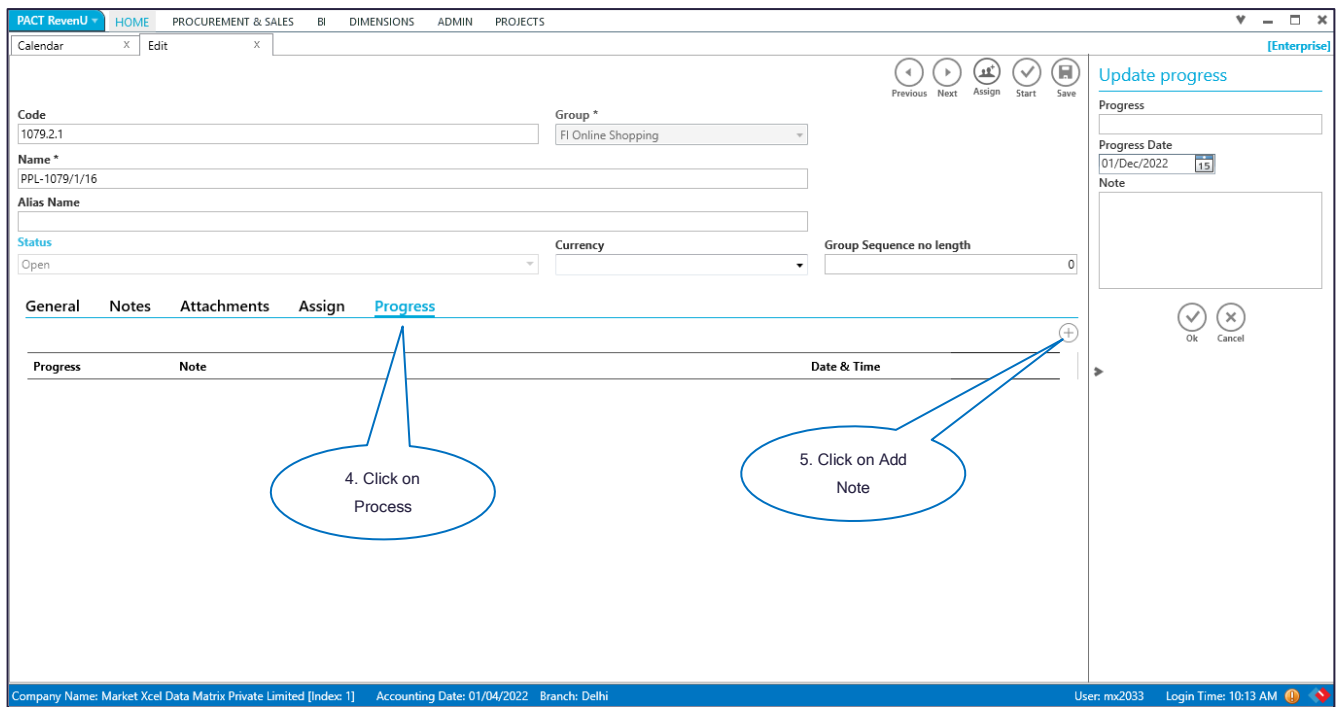 PACT RevenU HOME PROCUREMENT & SALES BI DIMENSIONS ADMIN PROJECTS
Calendar X Edit X [Enterprise]
Previous Next Assign Start Save
Update progress
Code Group * Progress
1079.2.1 FI Online Shopping
Name * Progress Date
PPL-1079/1/16 01/Dec/2022 15
Alias Name Note
Status Currency Group Sequence no length
Open 0
General Notes Attachments Assign Progress
Ok Cancel
Progress Note Date & Time
4. Click on
Process
5. Click on Add
Note
Company Name: Market Xcel Data Matrix Private Limited [Index: 1] Accounting Date: 01/04/2022 Branch: Delhi User: mx2033 Login Time: 10:13 AM